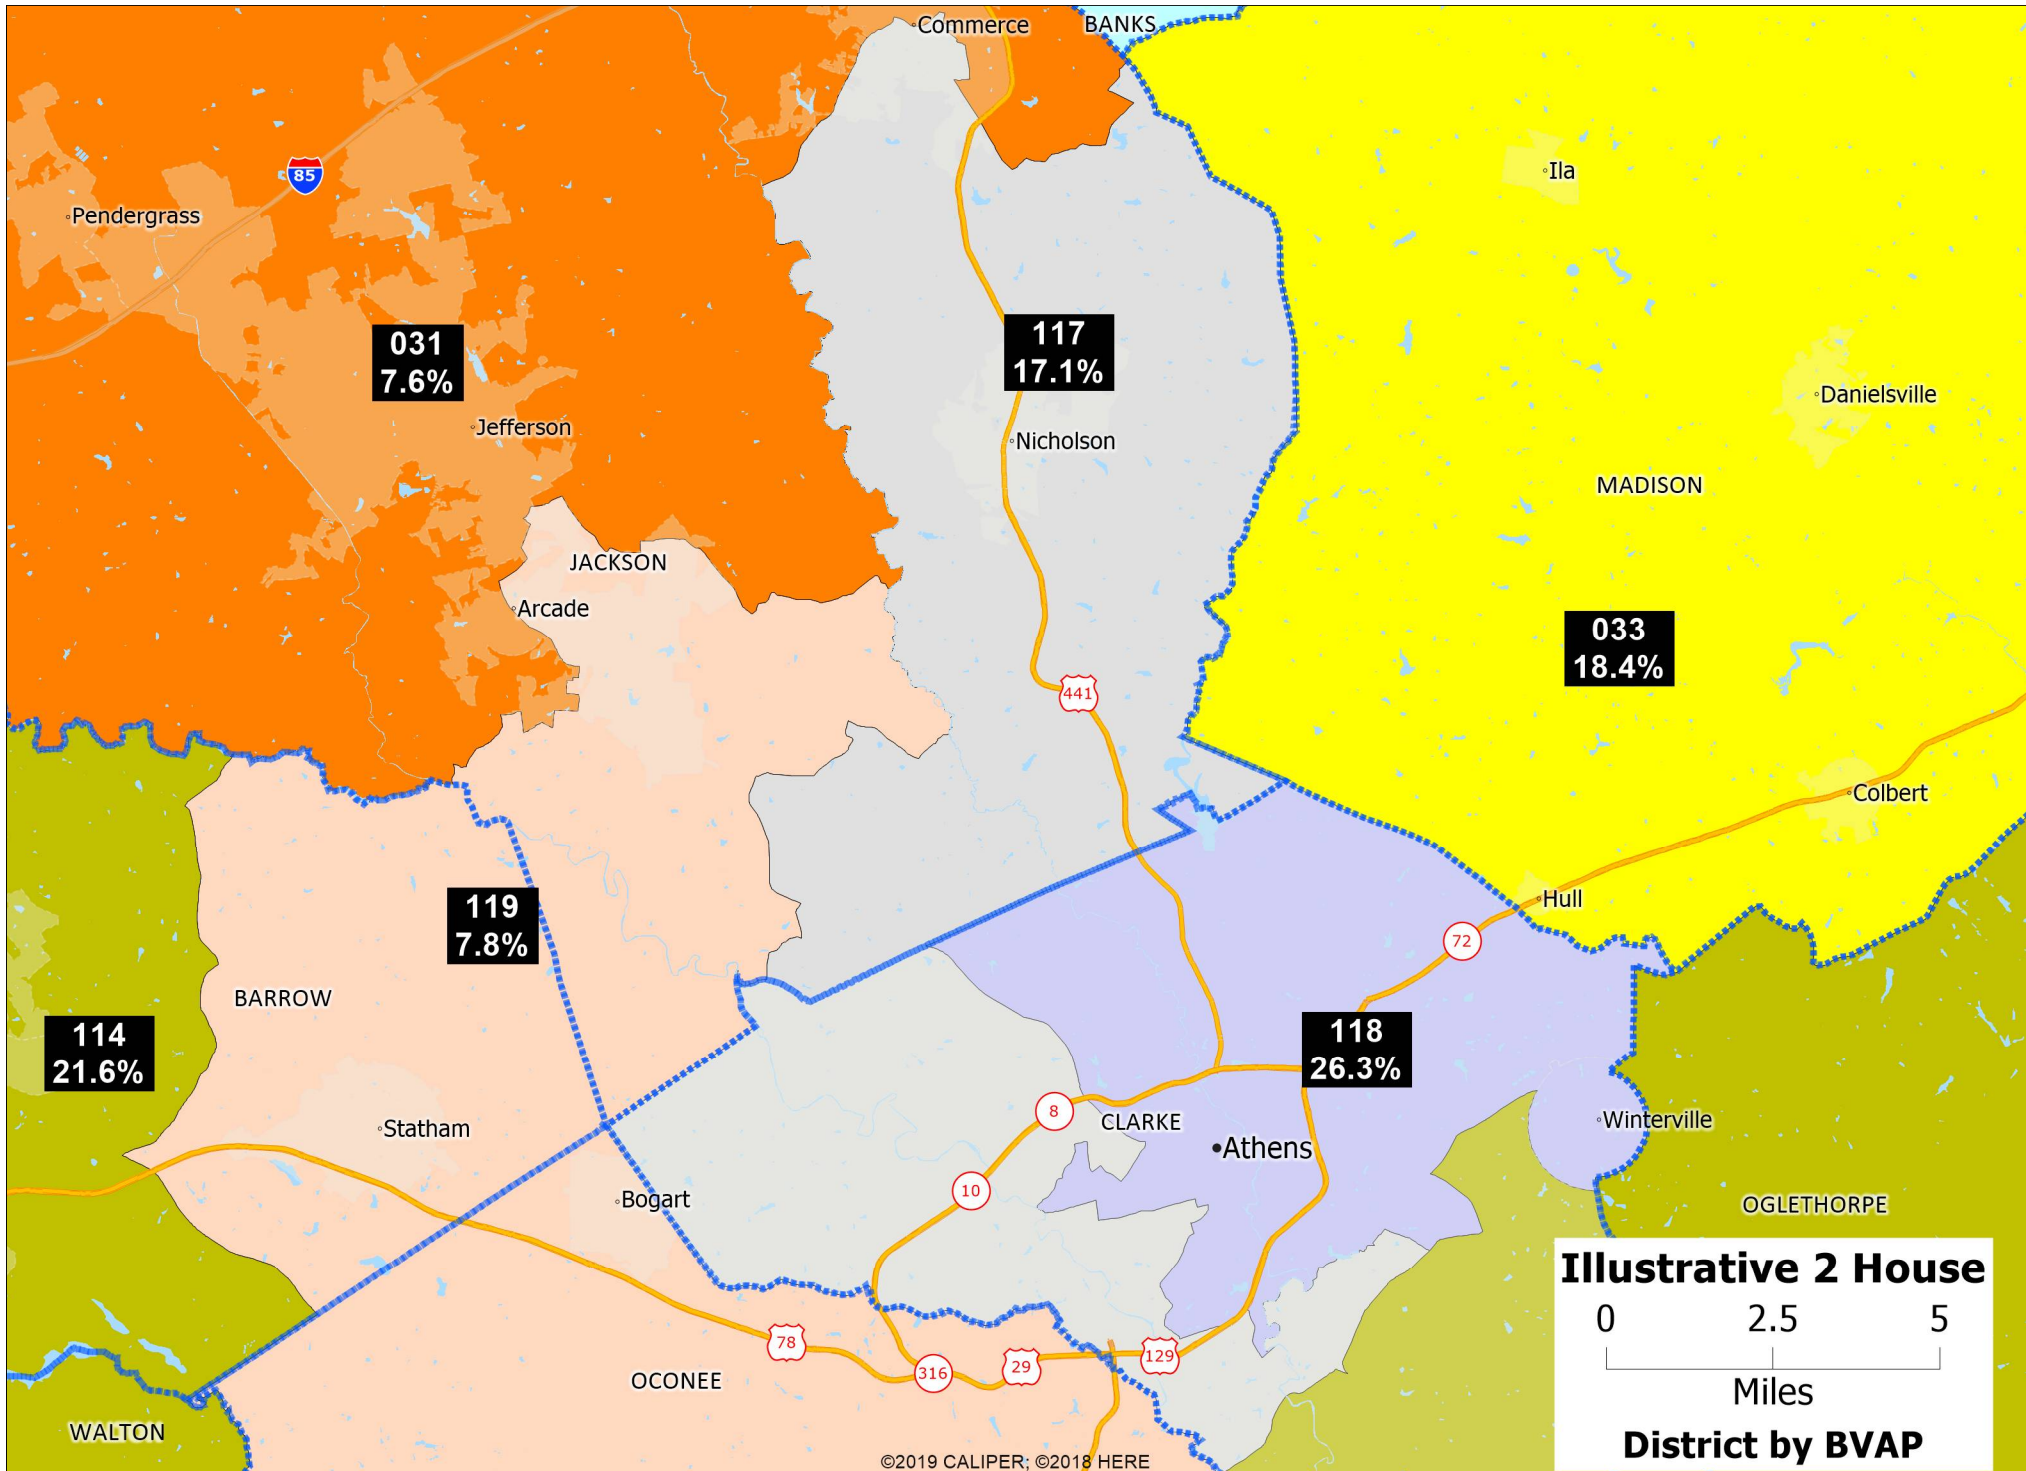 Commerce
BANKS
85
Ila
Pendergrass
117
17.1%
031
7.6%
Danielsville
Jefferson
Nicholson
MADISON
JACKSON
Arcade
033
18.4%
441
Colbert
119
7.8%
Hull
72
BARROW
114
21.6%
118
26.3%
8
CLARKE
Statham
Winterville
Athens
10
Bogart
OGLETHORPE
Illustrative 2 House
0 2.5 5
Miles
District by BVAP
78
316
29
129
OCONEE
WALTON
©2019 CALIPER; ©2018 HERE